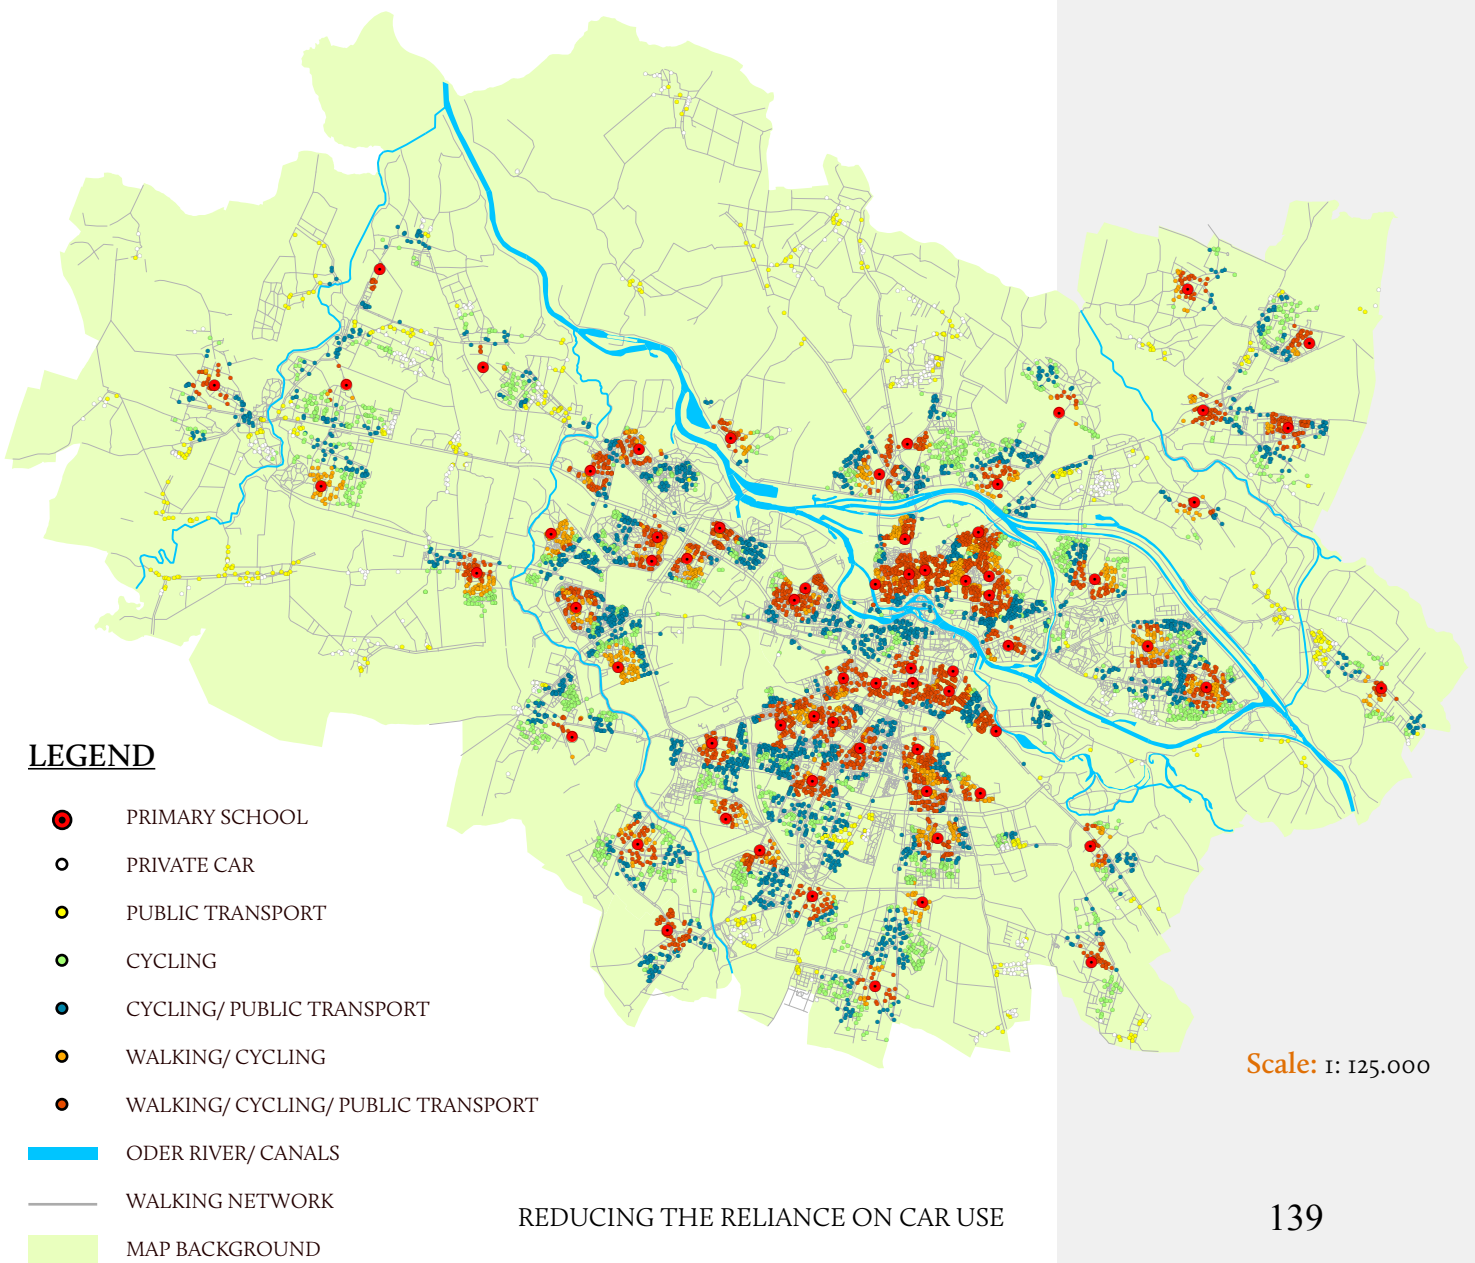 LEGEND
PRIMARY SCHOOL
PRIVATE CAR
PUBLIC TRANSPORT
CYCLING
CYCLING/ PUBLIC TRANSPORT
WALKING/ CYCLING
WALKING/ CYCLING/ PUBLIC TRANSPORT
ODER RIVER/ CANALS
WALKING NETWORK
MAP BACKGROUND
Scale: 1: 125.000
REDUCING THE RELIANCE ON CAR USE
139